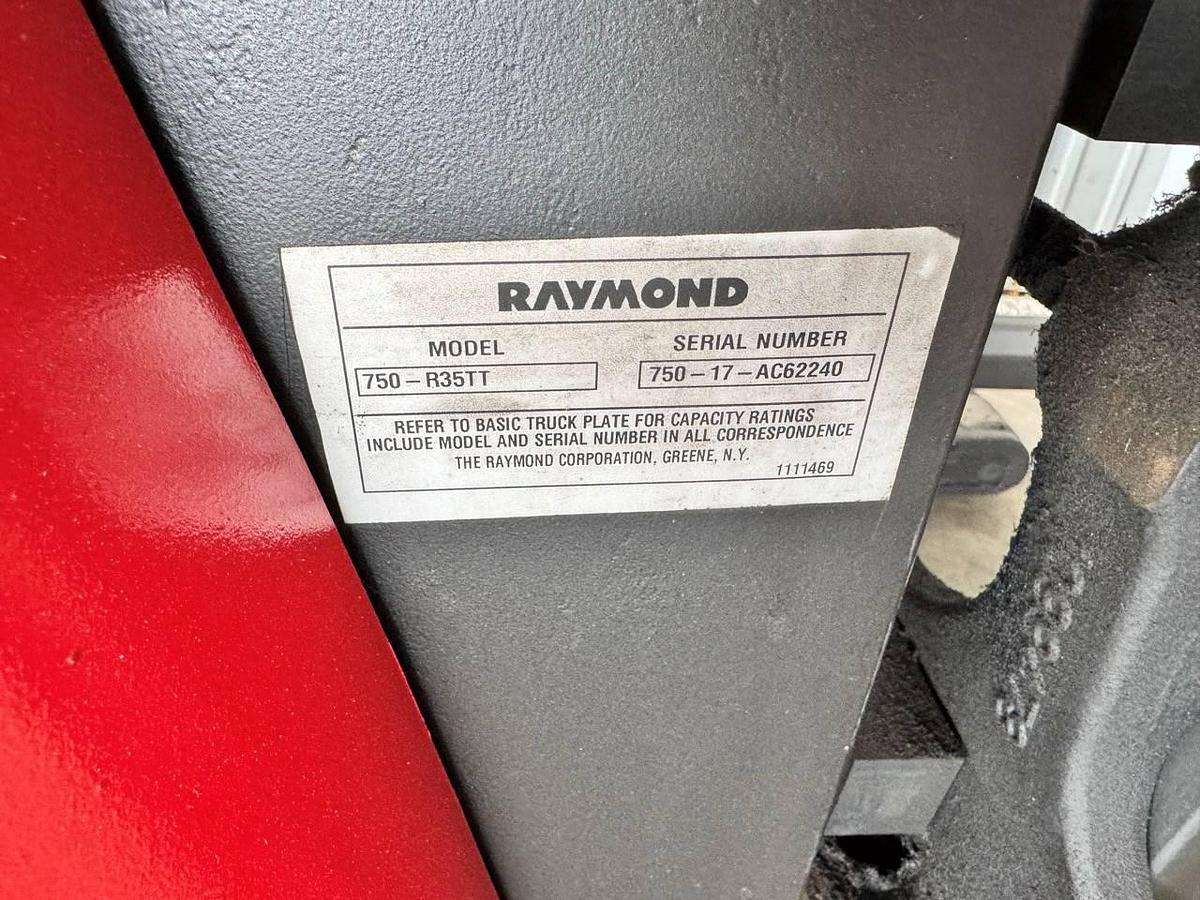 RAYMOND
MODEL
SERIAL NUMBER
750-R35TT
750-17-AC62240
REFER TO BASIC TRUCK PLATE FOR CAPACITY RATINGS
INCLUDE MODEL AND SERIAL NUMBER IN ALL CORRESPONDENCE
THE RAYMOND CORPORATION, GREENE, N.Y.
1111469